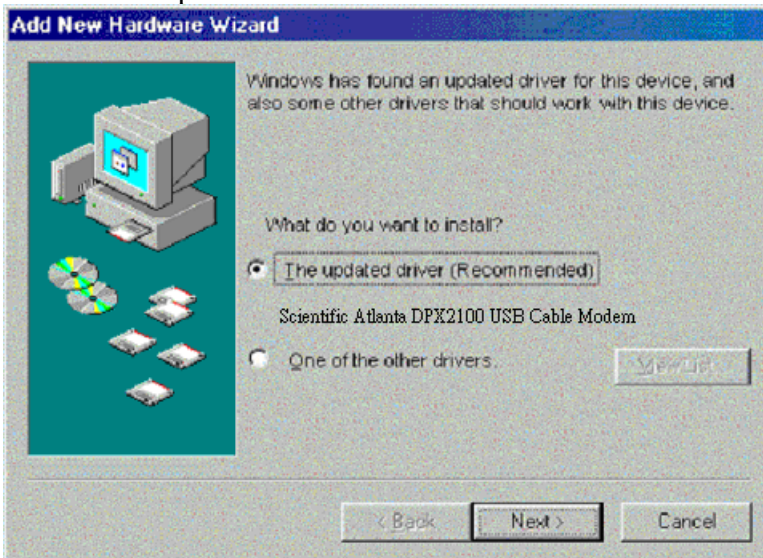 Add New Hardware Wizard
Windows has found an updated driver for this device, and
also some other drivers that should work with this device.
What do you want to install?
The updated driver (Recommended)
Scientific Atlanta DPX2100 USB Cable Modem
One of the other drivers.
View List...
< Back
Next >
Cancel